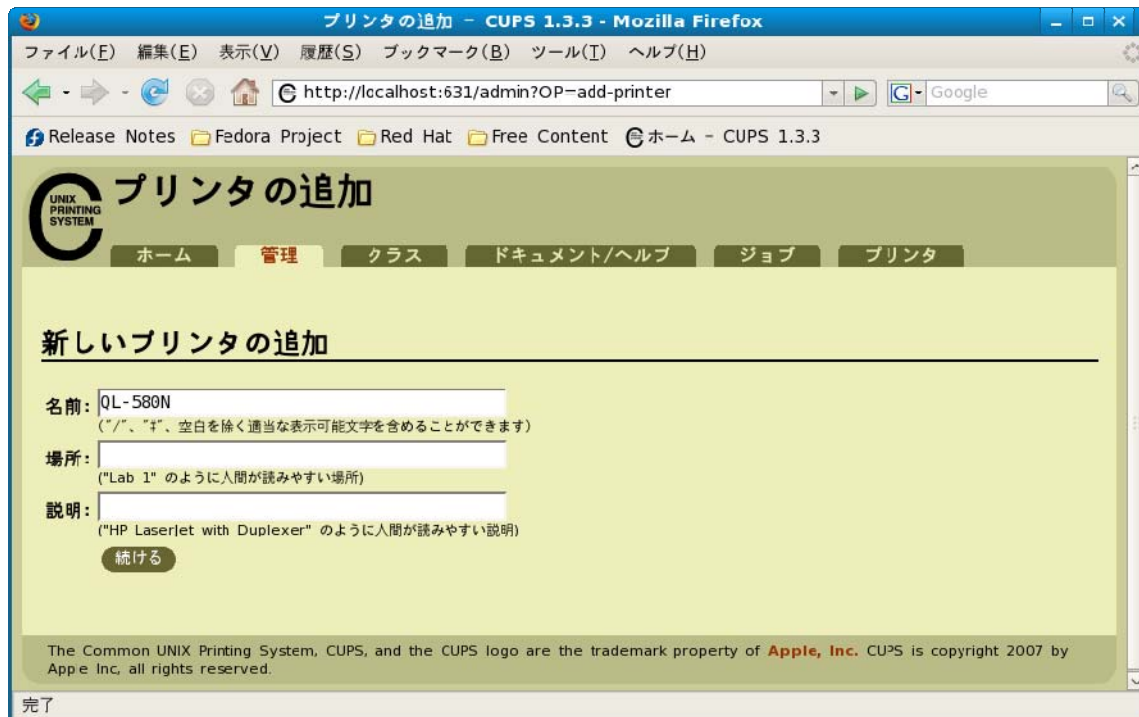 プリンタの追加 - CUPS 1.3.3 - Mozilla Firefox
ファイル(F) 編集(E) 表示(V) 履歴(S) ブックマーク(B) ツール(T) ヘルプ(H)
http://localhost:631/admin?OP=add-printer
G Google
Release Notes Fedora Project Red Hat Free Content ホーム - CUPS 1.3.3
UNIX
PRINTING
SYSTEM
プリンタの追加
ホーム 管理 クラス ドキュメント/ヘルプ ジョブ プリンタ
新しいプリンタの追加
名前: QL-580N
("/"、"#"、空白を除く適当な表示可能文字を含めることができます)
場所:
("Lab 1" のように人間が読みやすい場所)
説明:
("HP LaserJet with Duplexer" のように人間が読みやすい説明)
続ける
The Common UNIX Printing System, CUPS, and the CUPS logo are the trademark property of Apple, Inc. CUPS is copyright 2007 by
Apple Inc, all rights reserved.
完了